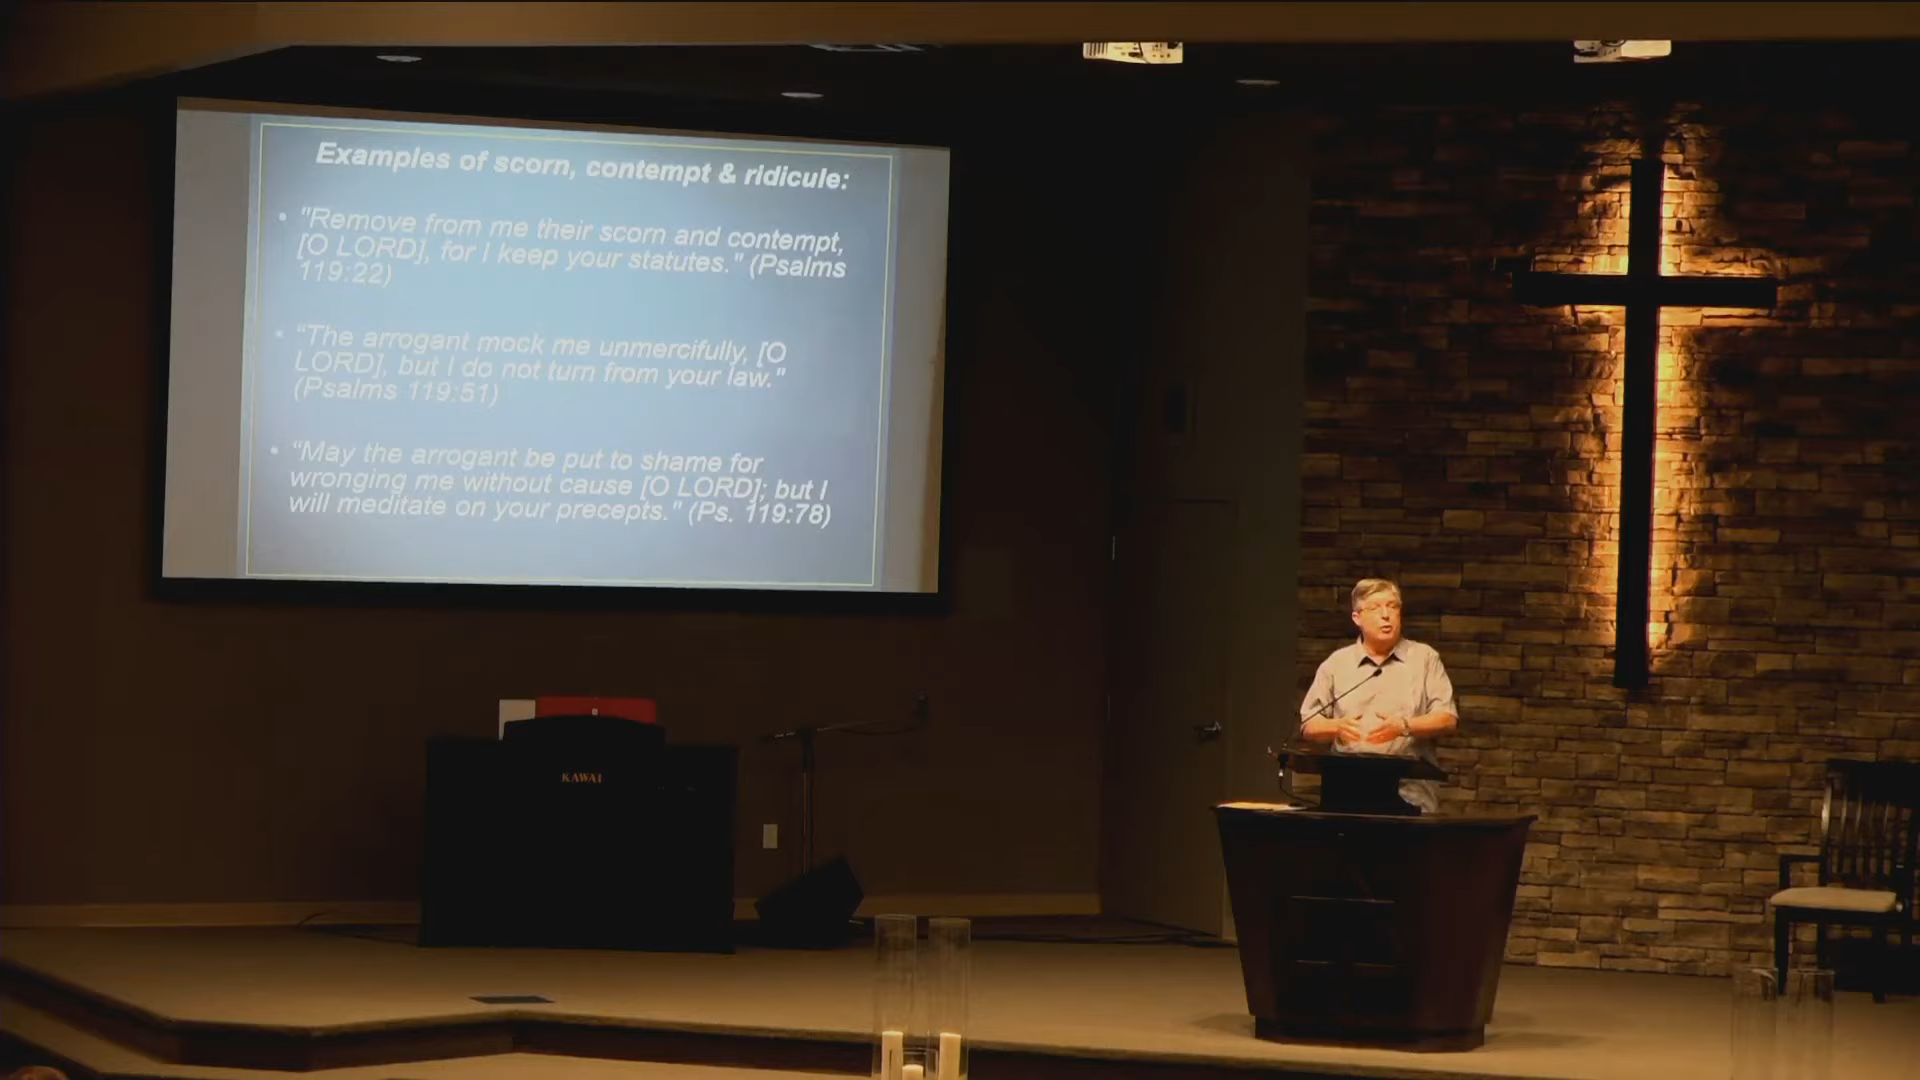 Examples of scorn, contempt & ridicule:
• "Remove from me their scorn and contempt,
[O LORD], for I keep your statutes." (Psalms
119:22)
• "The arrogant mock me unmercifully, [O
LORD], but I do not turn from your law."
(Psalms 119:51)
• "May the arrogant be put to shame for
wronging me without cause [O LORD]; but I
will meditate on your precepts." (Ps. 119:78)
KAWAI